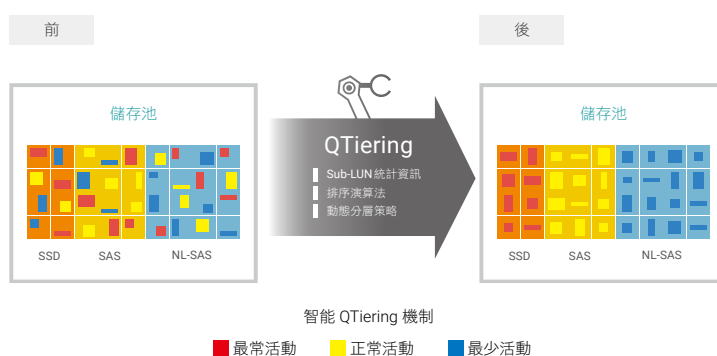 前
後
儲存池
儲存池
QTiering
Sub-LUN 統計資訊
排序演算法
動態分層策略
SSD
SAS
NL-SAS
SSD
SAS
NL-SAS
智能 QTiering 機制
最常活動
正常活動
最少活動